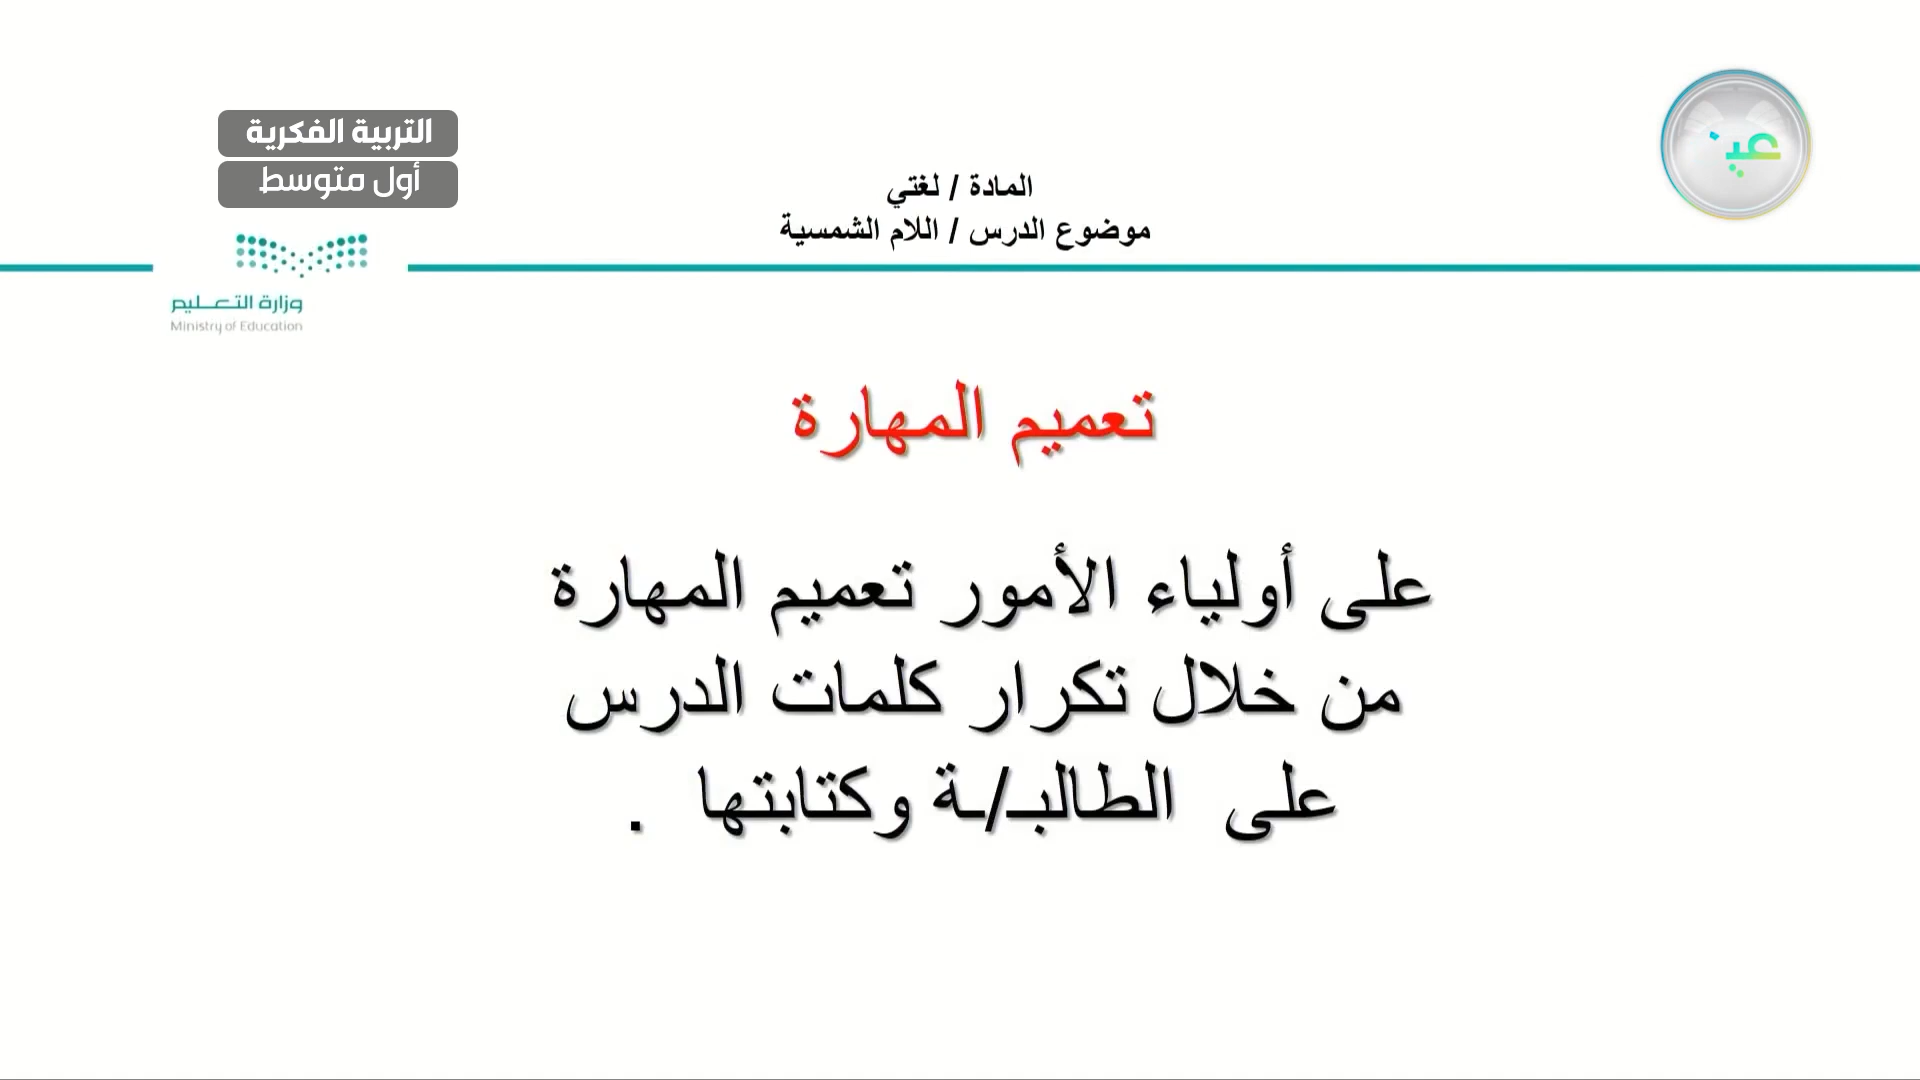 التربية الفكرية
أول متوسط
المادة / لغتي
موضوع الدرس / اللام الشمسية
وزارة التعـــليم
Ministry of Education
تعميم المهارة
على أولياء الأمور تعميم المهارة
من خلال تكرار كلمات الدرس
على الطالبـ/ـة وكتابتها .